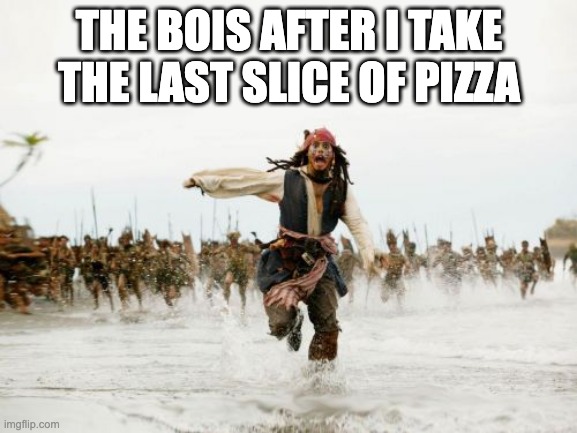 THE BOIS AFTER I TAKE
THE LAST SLICE OF PIZZA
imgflip.com